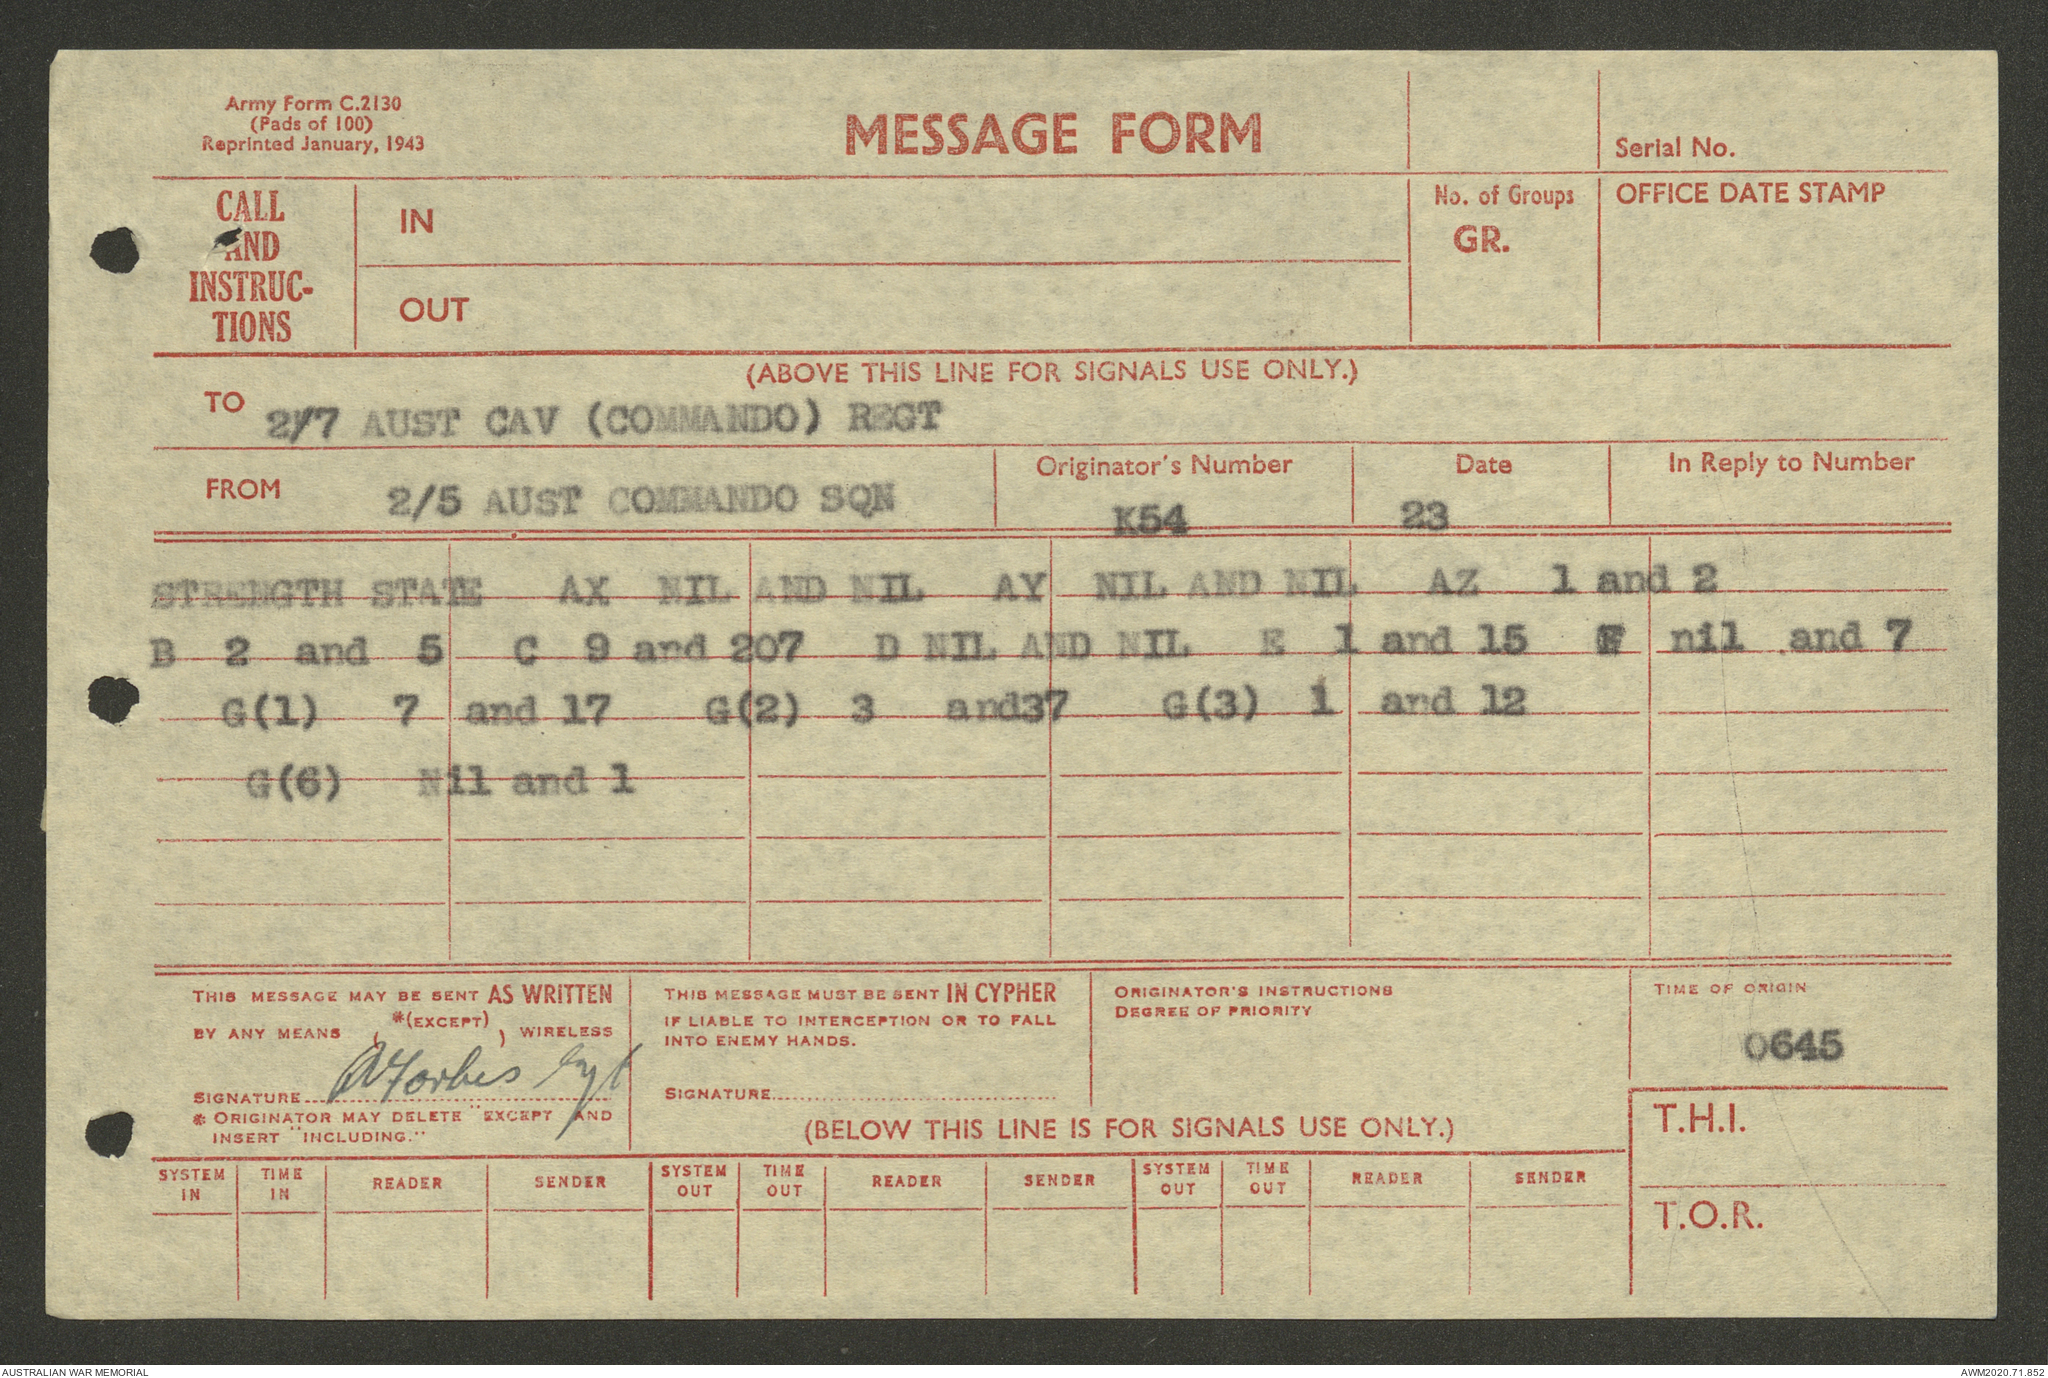 Army Form C.2130
(Pads of 100)
Reprinted January, 1943
MESSAGE FORM
Serial No.
CALL
AND
INSTRUC-
TIONS
IN
OUT
No. of Groups
GR.
OFFICE DATE STAMP
(ABOVE THIS LINE FOR SIGNALS USE ONLY.)
TO 2/7 AUST CAV (COMMANDO) REGT
FROM 2/5 AUST COMMANDO SQN
Originator's Number
K54
Date
23
In Reply to Number
STRENGTH STATE AX NIL AND NIL AY NIL AND NIL AZ 1 and 2
B 2 and 5 C 9 and 207 D NIL AND NIL E 1 and 15 F nil and 7
G(1) 7 and 17 G(2) 3 and37 G(3) 1 and 12
G(6) Nil and 1
THIS MESSAGE MAY BE SENT AS WRITTEN
BY ANY MEANS ( *(EXCEPT) ) WIRELESS
SIGNATURE Forbes
* ORIGINATOR MAY DELETE "EXCEPT AND
INSERT "INCLUDING."
THIS MESSAGE MUST BE SENT IN CYPHER
IF LIABLE TO INTERCEPTION OR TO FALL
INTO ENEMY HANDS.
SIGNATURE
ORIGINATOR'S INSTRUCTIONS
DEGREE OF PRIORITY
TIME OF ORIGIN
0645
(BELOW THIS LINE IS FOR SIGNALS USE ONLY.)
T.H.I.
T.O.R.
SYSTEM IN
TIME IN
READER
SENDER
SYSTEM OUT
TIME OUT
READER
SENDER
SYSTEM OUT
TIME OUT
READER
SENDER
AUSTRALIAN WAR MEMORIAL
AWM2020.71.852